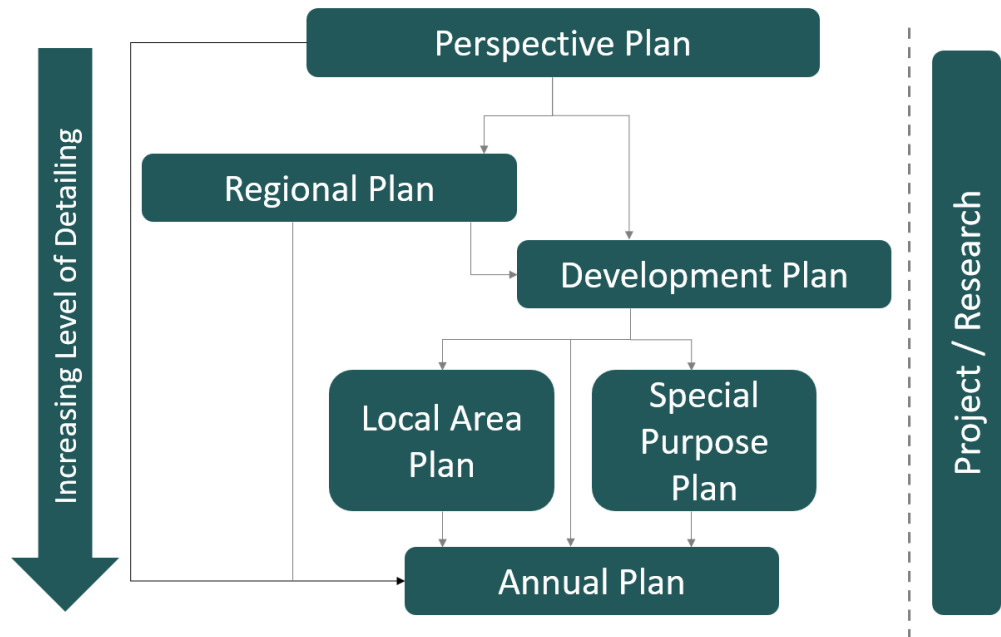 Perspective Plan
Increasing Level of Detailing
Regional Plan
Development Plan
Local Area
Plan
Special
Purpose
Plan
Annual Plan
Project / Research